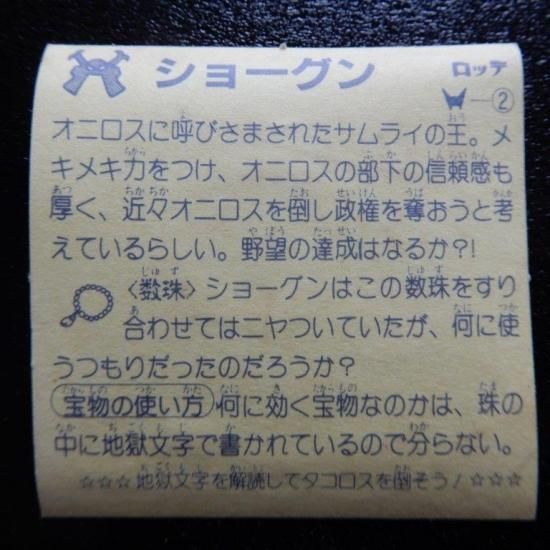 ショーグン ロッテ
-②
オニロスに呼びさまされたサムライの王。メ
キメキ力をつけ、オニロスの部下の信頼感も
厚く、近々オニロスを倒し政権を奪おうと考
えているらしい。野望の達成はなるか?!
〈数珠〉ショーグンはこの数珠をすり
合わせてはニヤついていたが、何に使
うつもりだったのだろうか?
宝物の使い方 何に効く宝物なのかは、珠の
中に地獄文字で書かれているので分らない。
☆☆☆地獄文字を解読してタコロスを倒そう!☆☆☆